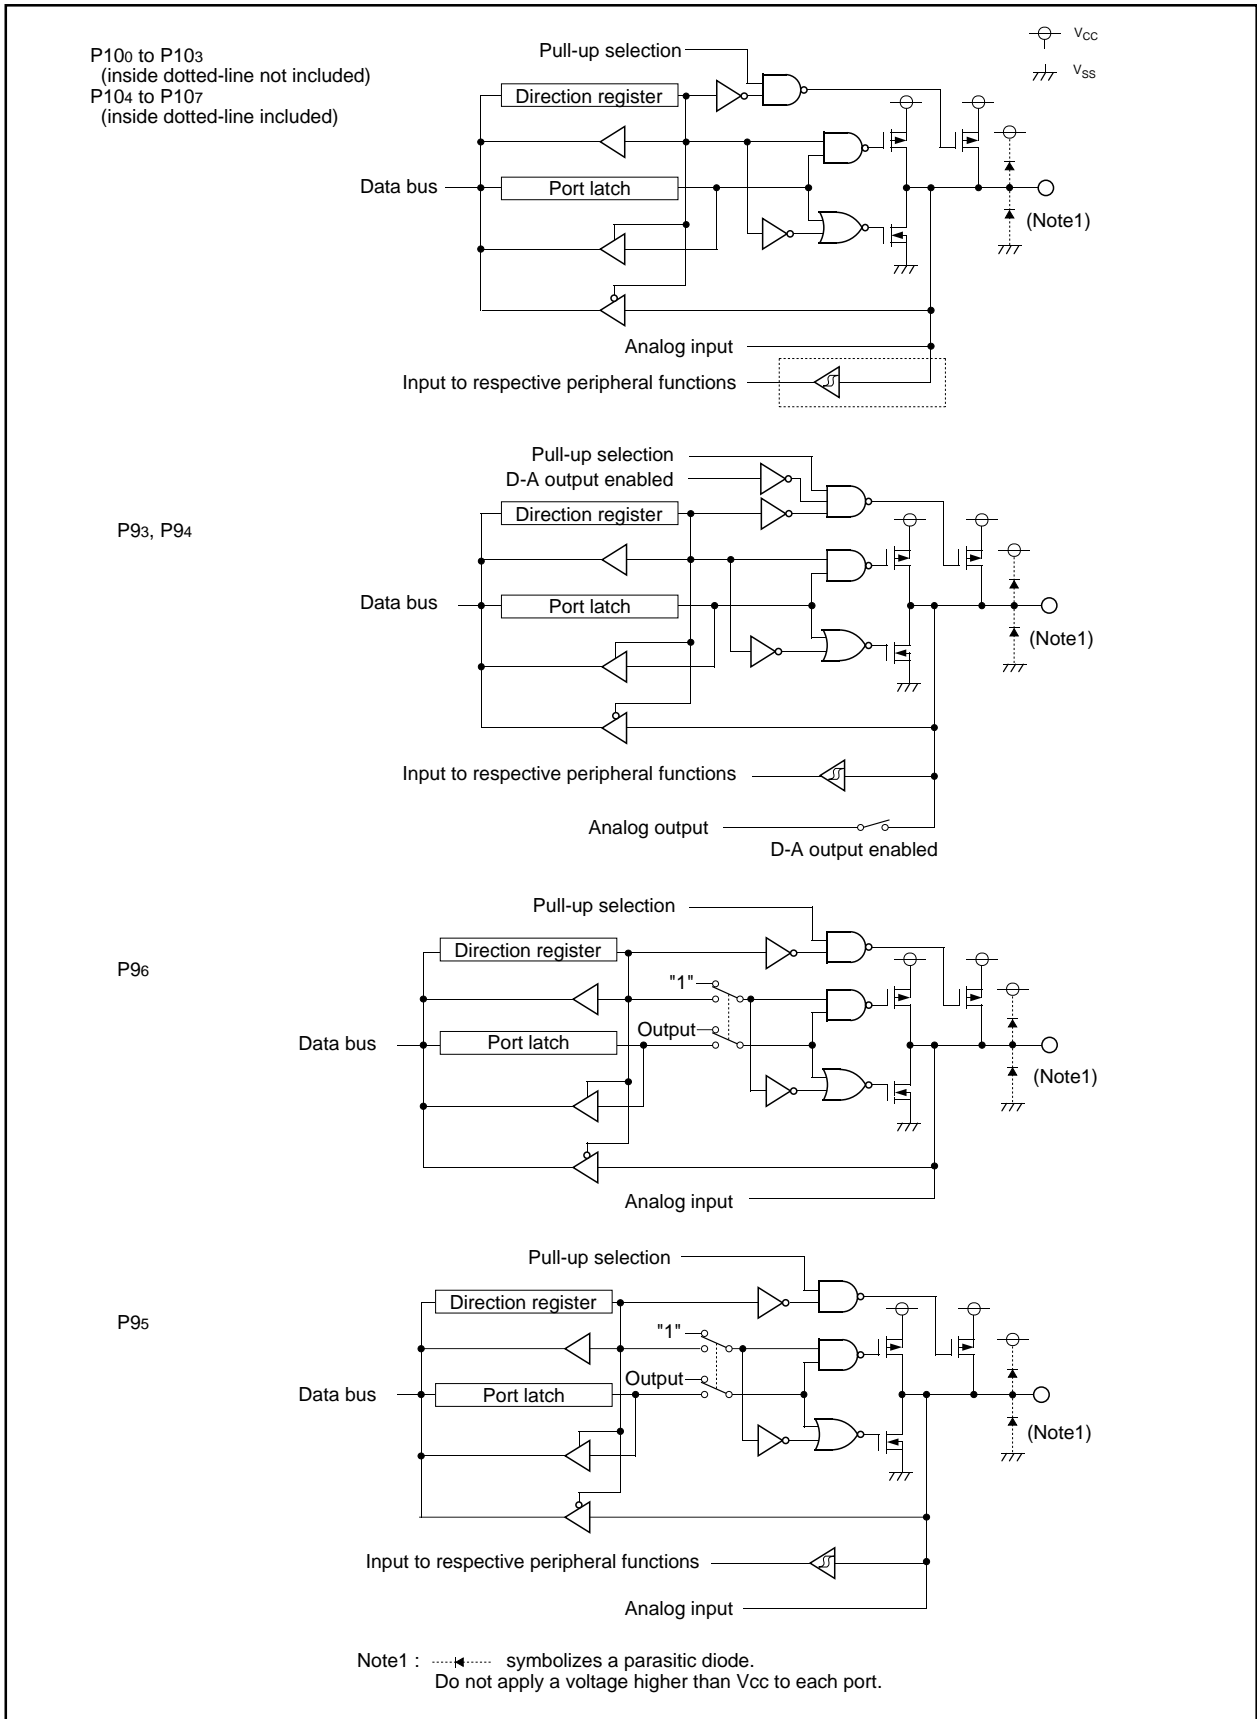 P100 to P103
(inside dotted-line not included)
P104 to P107
(inside dotted-line included)
VCC
VSS
Pull-up selection
Direction register
Data bus
Port latch
(Note1)
Analog input
Input to respective peripheral functions
P93, P94
Pull-up selection
D-A output enabled
Direction register
Data bus
Port latch
(Note1)
Input to respective peripheral functions
Analog output
D-A output enabled
P96
Pull-up selection
Direction register
"1"
Output
Data bus
Port latch
(Note1)
Analog input
P95
Pull-up selection
Direction register
"1"
Output
Data bus
Port latch
(Note1)
Input to respective peripheral functions
Analog input
Note1 : symbolizes a parasitic diode.
Do not apply a voltage higher than Vcc to each port.